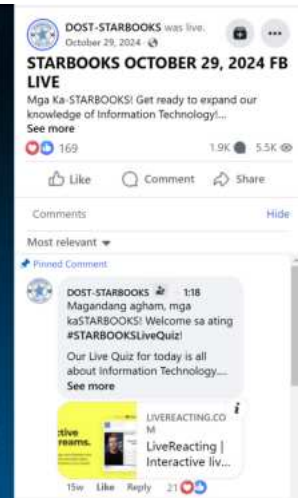 DOST-STARBOOKS was live.
October 29, 2024
STARBOOKS OCTOBER 29, 2024 FB
LIVE
Mga Ka-STARBOOKS! Get ready to expand our
knowledge of Information Technology!...
See more
169
1.9K 5.5K
Like Comment Share
Comments Hide
Most relevant
Pinned Comment
DOST-STARBOOKS 1:18
Magandang agham, mga
kaSTARBOOKS! Welcome sa ating
#STARBOOKSLiveQuiz!
Our Live Quiz for today is all
about Information Technology....
See more
ctive
reams.
LIVEREACTING.CO
M
LiveReacting |
Interactive liv...
15w Like Reply 21